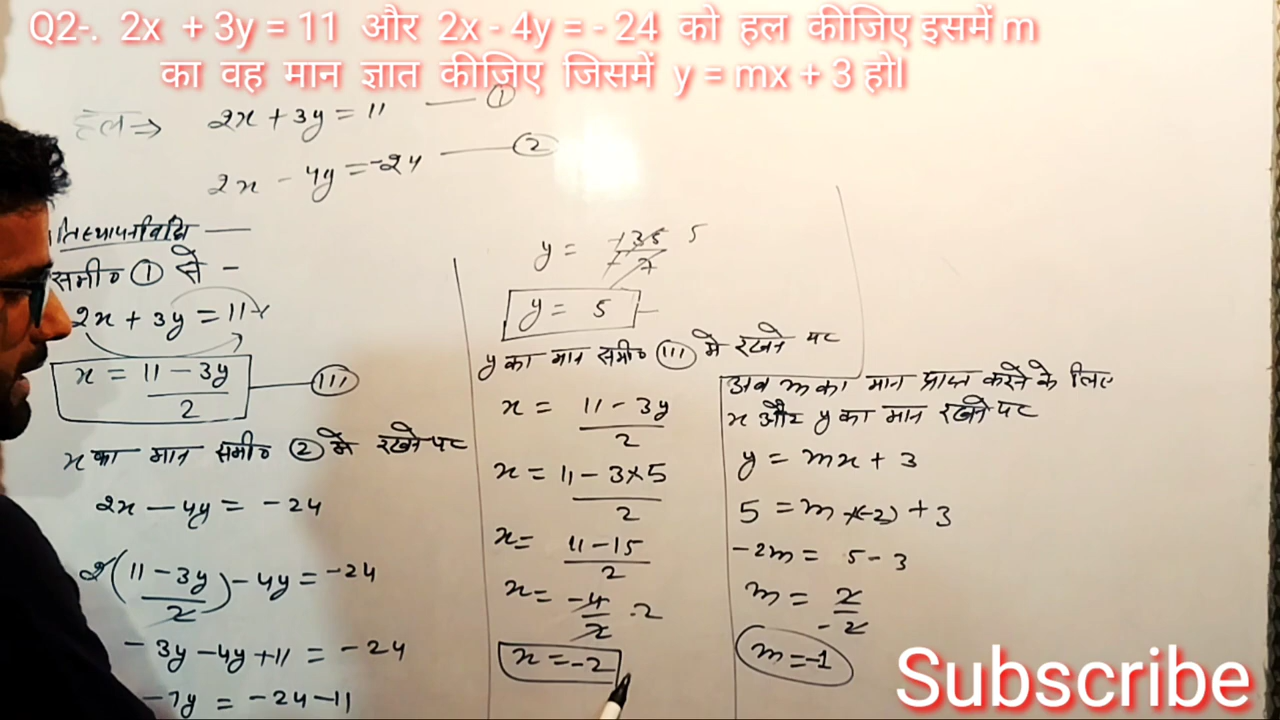 Q2-. 2x + 3y = 11 और 2x - 4y = - 24 को हल कीजिए इसमें m
का वह मान ज्ञात कीजिए जिसमें y = mx + 3 हो।
हल ⇒ 2x + 3y = 11 — ①
2x - 4y = -24 — ②
समी० ① से -
2x + 3y = 11
x = (11 - 3y)/2 — (III)
x का मान समी० ② में रखने पर
2x - 4y = -24
2((11 - 3y)/2) - 4y = -24
-3y - 4y + 11 = -24
-7y = -24 - 11
y = -35/-7 5
y = 5
y का मान समी० (III) में रखने पर
x = (11 - 3y)/2
x = (11 - 3×5)/2
x = (11 - 15)/2
x = -4/2 -2
x = -2
अब m का मान प्राप्त करने के लिए
x और y का मान रखने पर
y = mx + 3
5 = m×(-2) + 3
-2m = 5 - 3
m = 2/-2
m = -1
Subscribe